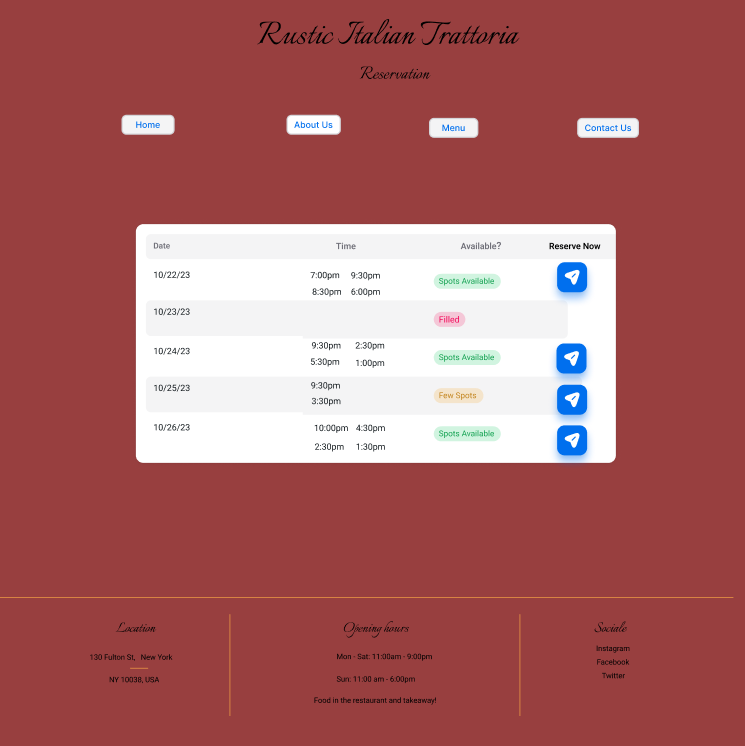 Rustic Italian Trattoria
Reservation
Home About Us Menu Contact Us
Date Time Available? Reserve Now
10/22/23 7:00pm 9:30pm Spots Available
8:30pm 6:00pm
10/23/23 Filled
10/24/23 9:30pm 2:30pm Spots Available
5:30pm 1:00pm
10/25/23 9:30pm Few Spots
3:30pm
10/26/23 10:00pm 4:30pm Spots Available
2:30pm 1:30pm
Location
130 Fulton St, New York
NY 10038, USA
Opening hours
Mon - Sat: 11:00am - 9:00pm
Sun: 11:00 am - 6:00pm
Food in the restaurant and takeaway!
Sociale
Instagram
Facebook
Twitter